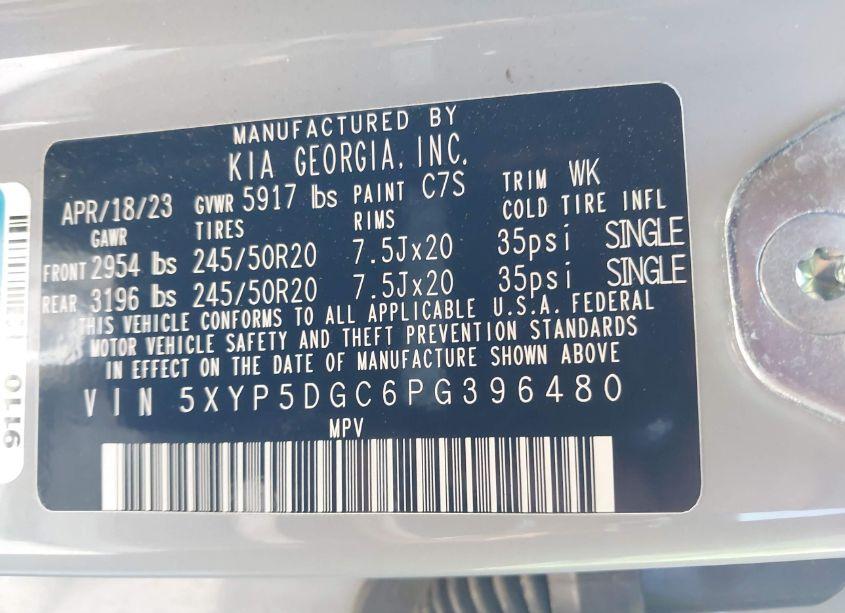 MANUFACTURED BY
KIA GEORGIA, INC.
APR/18/23 GVWR 5917 lbs PAINT C7S TRIM WK
GAWR TIRES RIMS COLD TIRE INFL
FRONT 2954 lbs 245/50R20 7.5Jx20 35psi SINGLE
REAR 3196 lbs 245/50R20 7.5Jx20 35psi SINGLE
THIS VEHICLE CONFORMS TO ALL APPLICABLE U.S.A. FEDERAL
MOTOR VEHICLE SAFETY AND THEFT PREVENTION STANDARDS
IN EFFECT ON THE DATE OF MANUFACTURE SHOWN ABOVE
VIN 5XYP5DGC6PG396480
MPV
9110